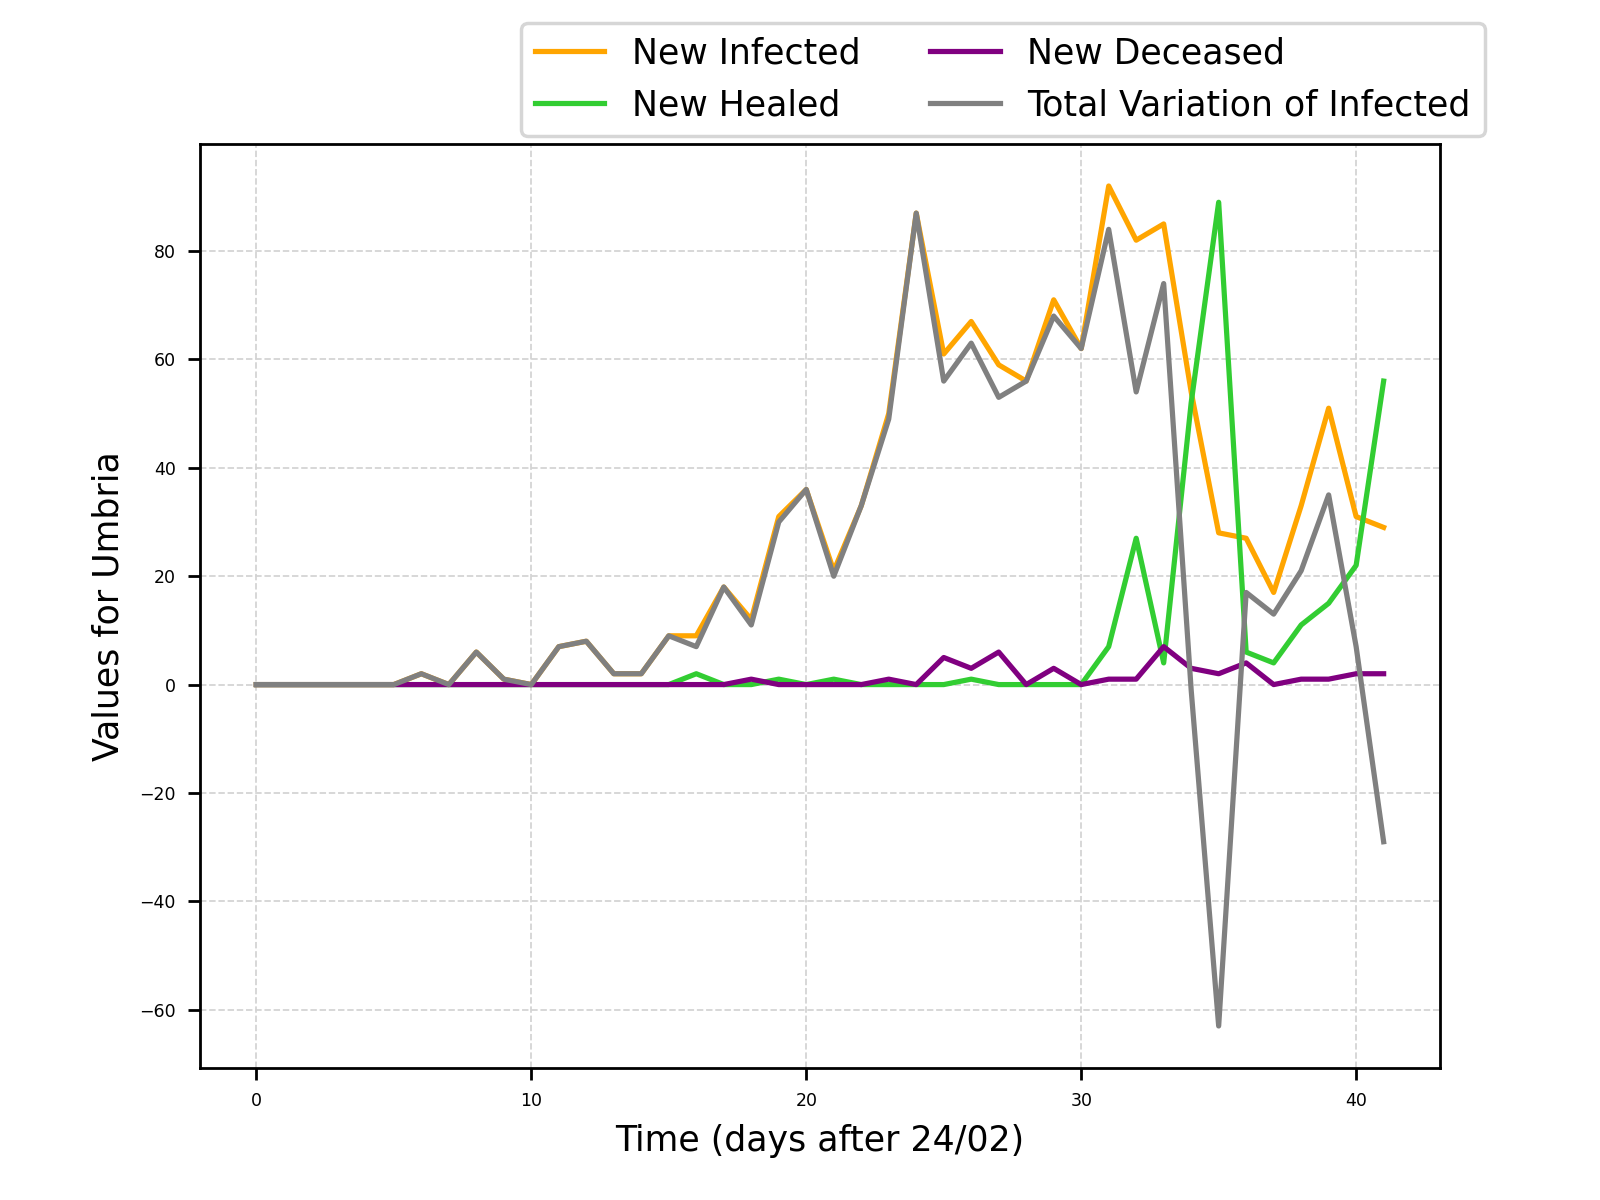 New Infected
New Healed
New Deceased
Total Variation of Infected
Values for Umbria
80
60
40
20
0
−20
−40
−60
0 10 20 30 40
Time (days after 24/02)